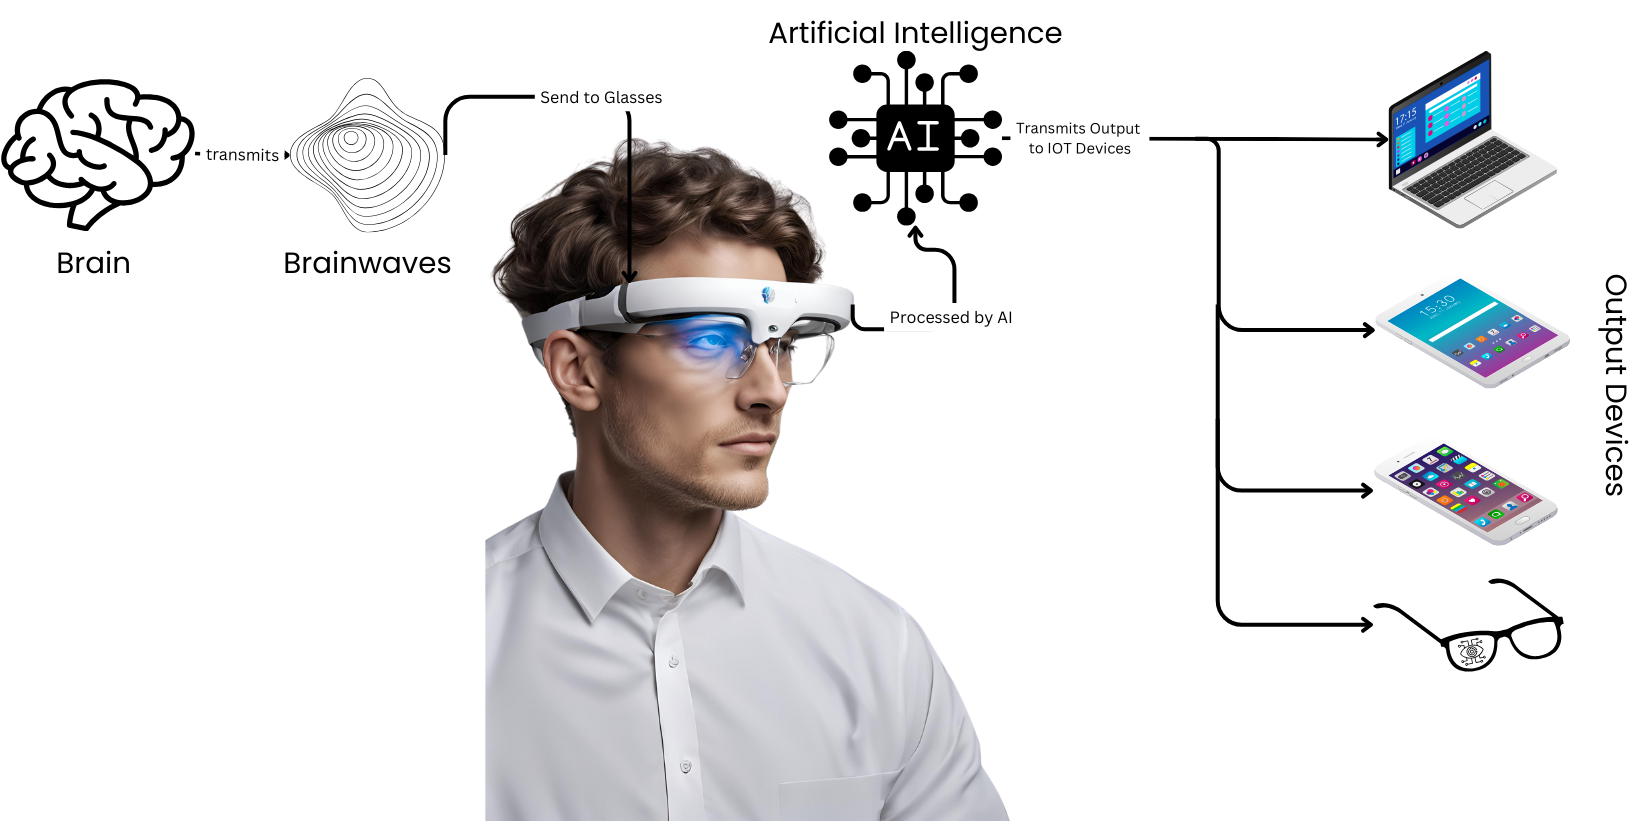 Artificial Intelligence
AI
transmits
Send to Glasses
Transmits Output
to IOT Devices
Brain
Brainwaves
Processed by AI
17:15
15:30
Output Devices